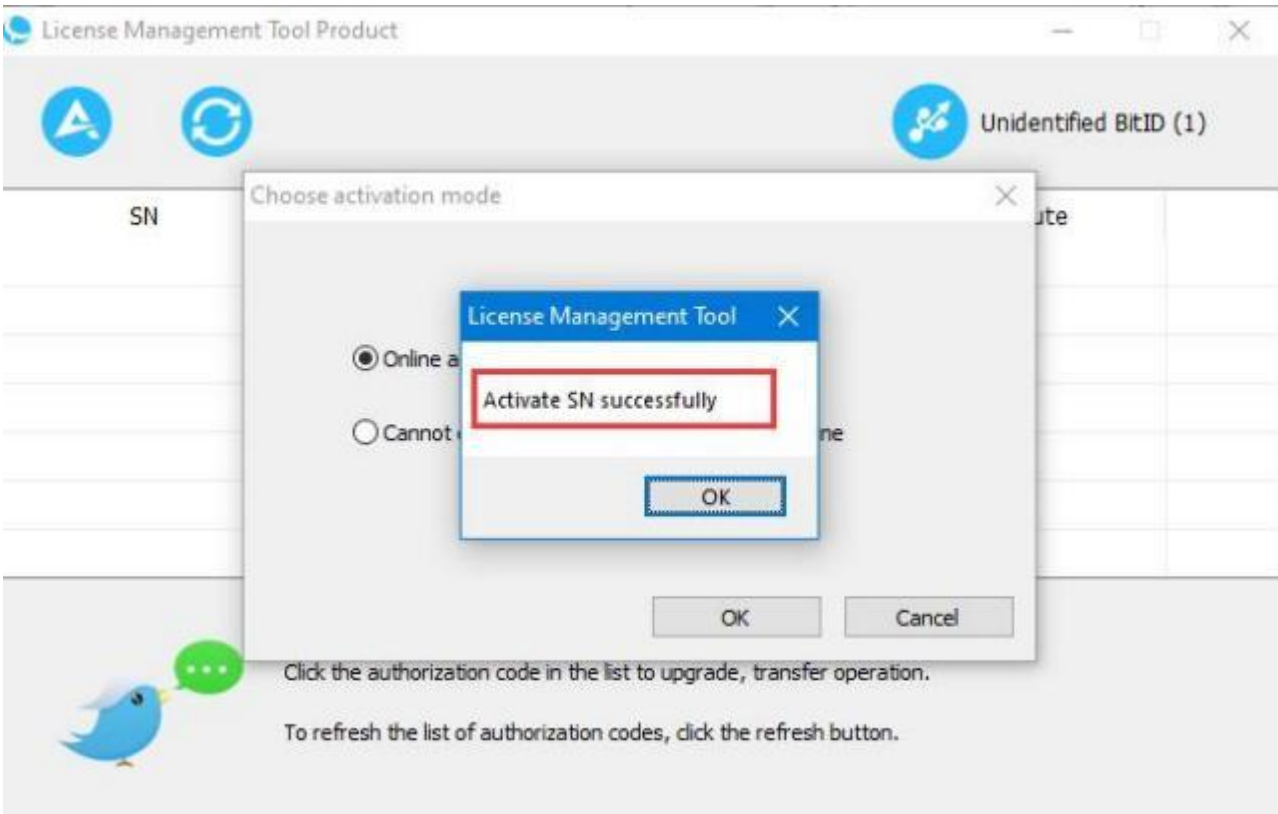 License Management Tool Product
Unidentified BitID (1)
Choose activation mode
SN
License Management Tool
Online
Activate SN successfully
Cannot
OK
OK
Cancel
Click the authorization code in the list to upgrade, transfer operation.
To refresh the list of authorization codes, click the refresh button.